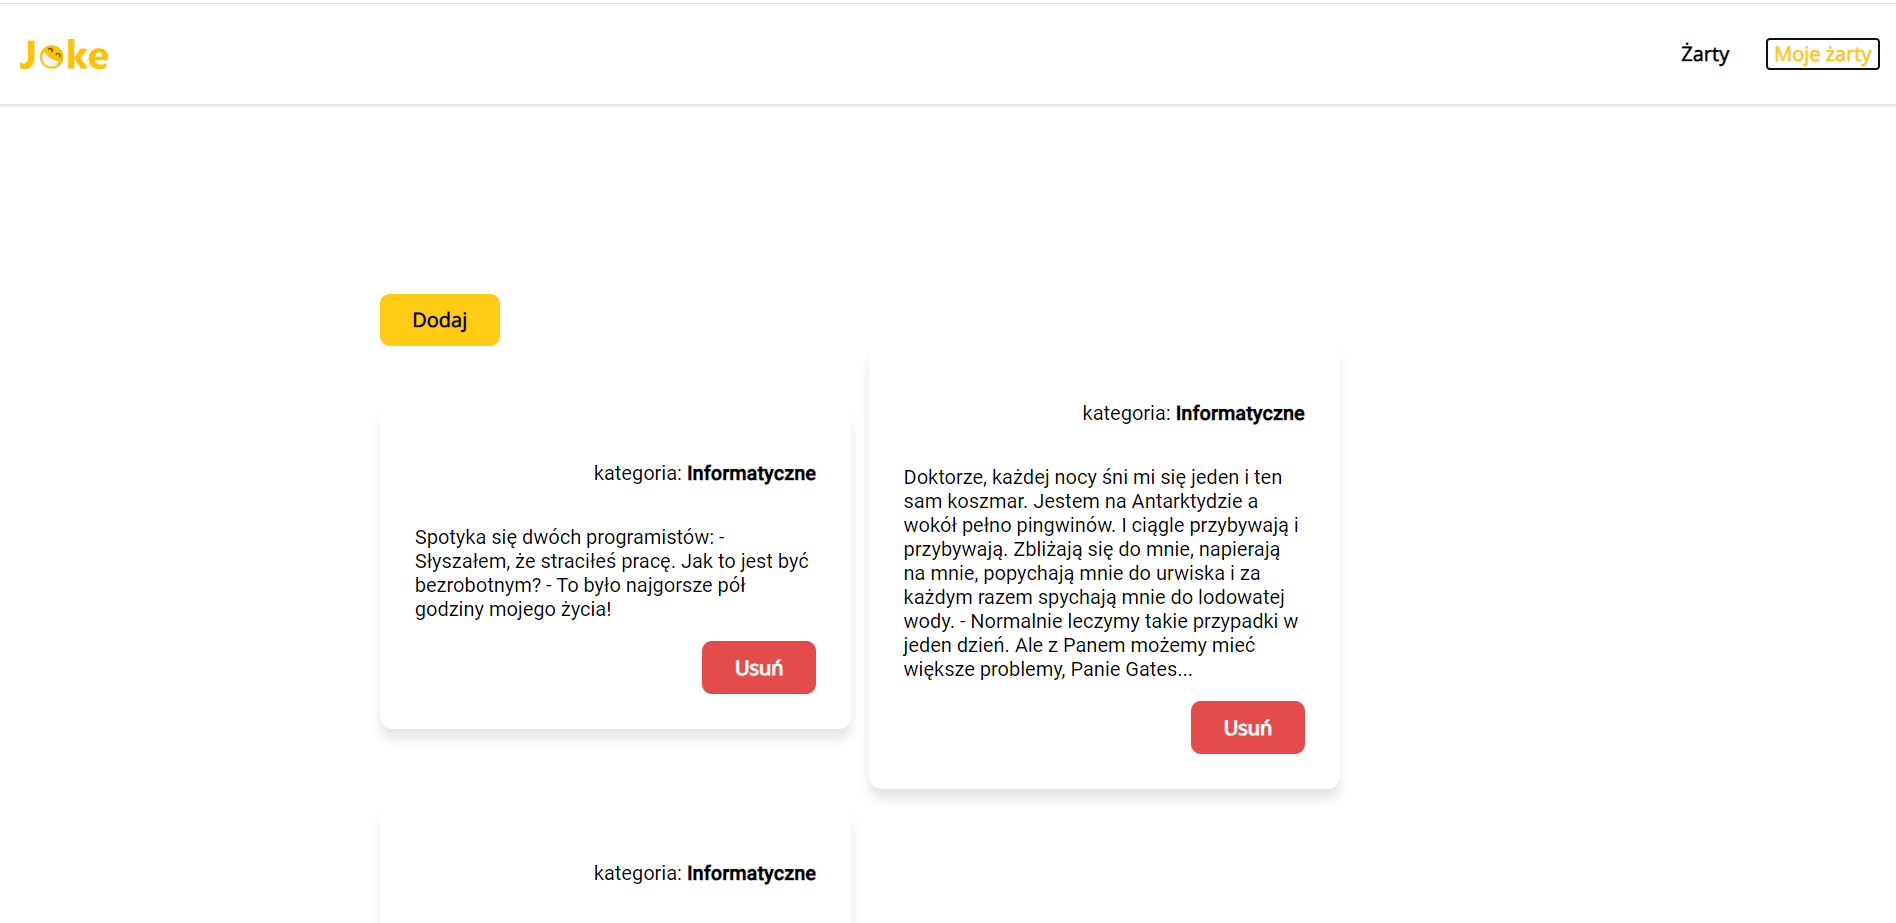 Joke
Żarty
Moje żarty
Dodaj
kategoria: Informatyczne
Spotyka się dwóch programistów: -
Słyszałem, że straciłeś pracę. Jak to jest być
bezrobotnym? - To było najgorsze pół
godziny mojego życia!
Usuń
kategoria: Informatyczne
Doktorze, każdej nocy śni mi się jeden i ten
sam koszmar. Jestem na Antarktydzie a
wokół pełno pingwinów. I ciągle przybywają i
przybywają. Zbliżają się do mnie, napierają
na mnie, popychają mnie do urwiska i za
każdym razem spychają mnie do lodowatej
wody. - Normalnie leczymy takie przypadki w
jeden dzień. Ale z Panem możemy mieć
większe problemy, Panie Gates...
Usuń
kategoria: Informatyczne